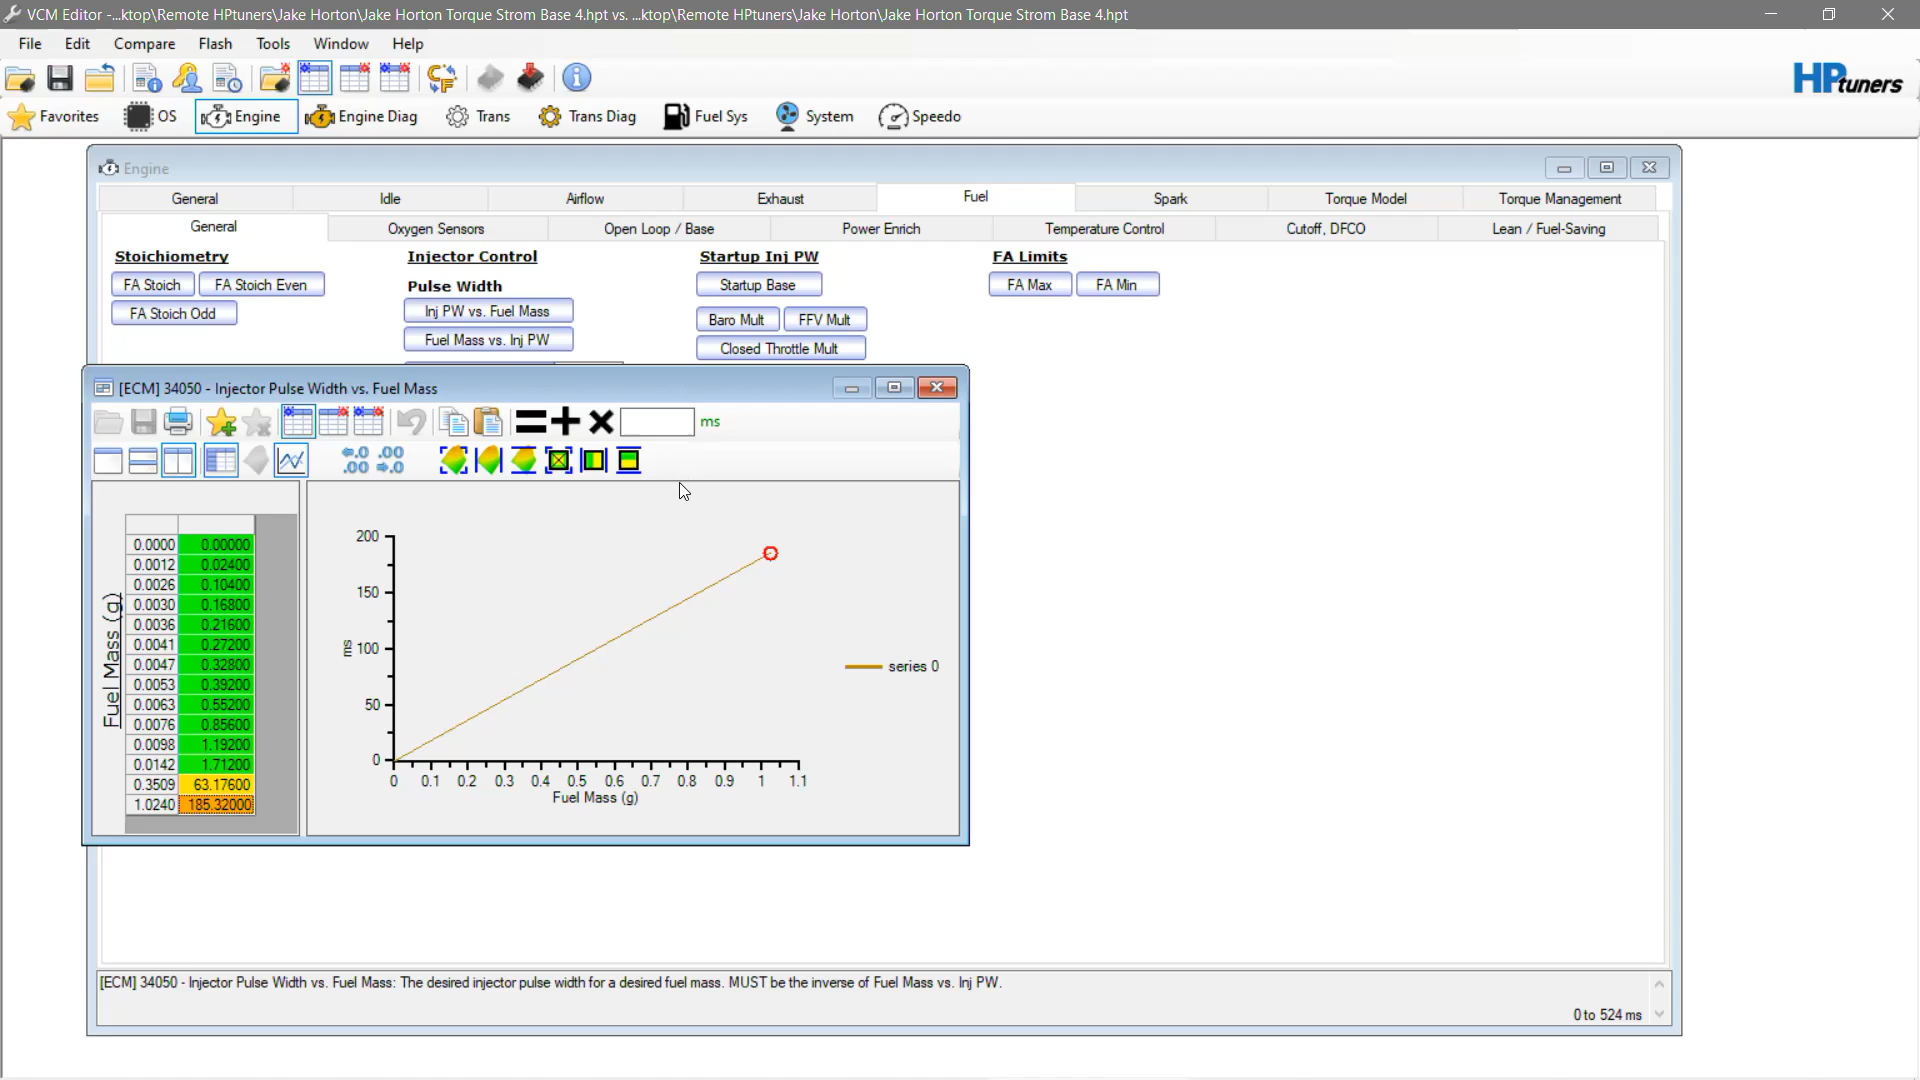 VCM Editor -...ktop\Remote HPtuners\Jake Horton\Jake Horton Torque Strom Base 4.hpt vs. ...ktop\Remote HPtuners\Jake Horton\Jake Horton Torque Strom Base 4.hpt
File Edit Compare Flash Tools Window Help
HPtuners
Favorites OS Engine Engine Diag Trans Trans Diag Fuel Sys System Speedo
Engine
General Idle Airflow Exhaust Fuel Spark Torque Model Torque Management
General Oxygen Sensors Open Loop / Base Power Enrich Temperature Control Cutoff, DFCO Lean / Fuel-Saving
Stoichiometry Injector Control Startup Inj PW FA Limits
FA Stoich FA Stoich Even Pulse Width Startup Base FA Max FA Min
FA Stoich Odd Inj PW vs. Fuel Mass Baro Mult FFV Mult
Fuel Mass vs. Inj PW Closed Throttle Mult
[ECM] 34050 - Injector Pulse Width vs. Fuel Mass
ms
.0 .00
.00 .0
Fuel Mass (g)
0.0000 0.00000
0.0012 0.02400
0.0026 0.10400
0.0030 0.16800
0.0036 0.21600
0.0041 0.27200
0.0047 0.32800
0.0053 0.39200
0.0063 0.55200
0.0076 0.85600
0.0098 1.19200
0.0142 1.71200
0.3509 63.17600
1.0240 185.32000
200
150
100
50
0
ms
0 0.1 0.2 0.3 0.4 0.5 0.6 0.7 0.8 0.9 1 1.1
Fuel Mass (g)
series 0
[ECM] 34050 - Injector Pulse Width vs. Fuel Mass: The desired injector pulse width for a desired fuel mass. MUST be the inverse of Fuel Mass vs. Inj PW.
0 to 524 ms